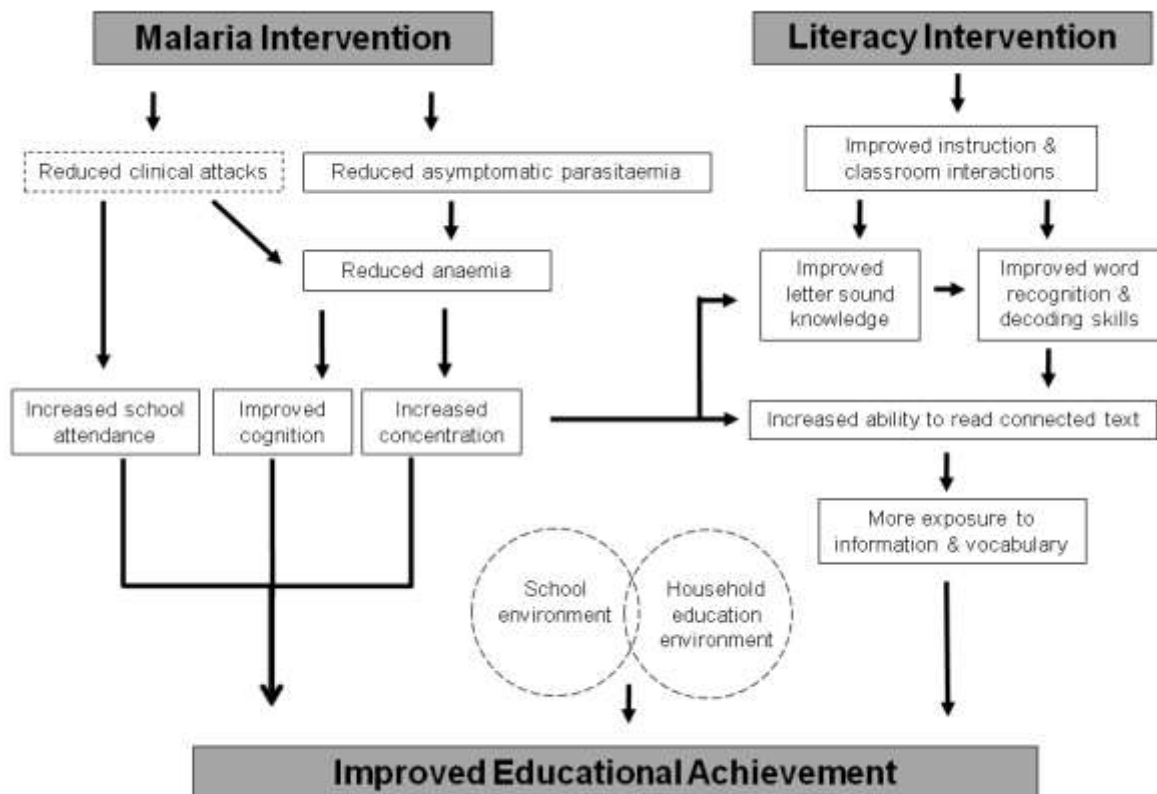 Malaria Intervention
Literacy Intervention
Reduced clinical attacks
Reduced asymptomatic parasitaemia
Improved instruction &
classroom interactions
Reduced anaemia
Improved
letter sound
knowledge
Improved word
recognition &
decoding skills
Increased school
attendance
Improved
cognition
Increased
concentration
Increased ability to read connected text
More exposure to
information & vocabulary
School
environment
Household
education
environment
Improved Educational Achievement